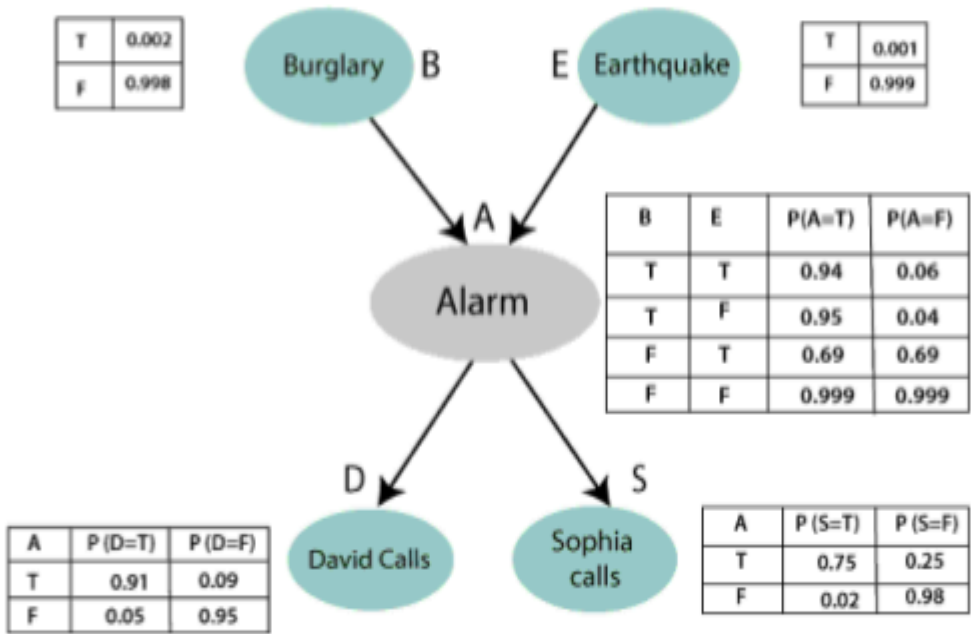 T 0.002
F 0.998
Burglary B
E Earthquake
T 0.001
F 0.999
A
Alarm
B E P(A=T) P(A=F)
T T 0.94 0.06
T F 0.95 0.04
F T 0.69 0.69
F F 0.999 0.999
D
S
A P (D=T) P (D=F)
T 0.91 0.09
F 0.05 0.95
David Calls
Sophia
calls
A P (S=T) P (S=F)
T 0.75 0.25
F 0.02 0.98